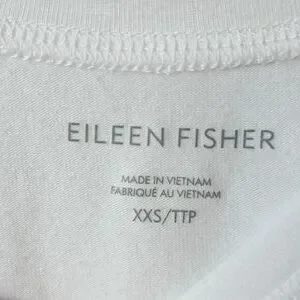 EILEEN FISHER
MADE IN VIETNAM
FABRIQUÉ AU VIETNAM
XXS/TTP